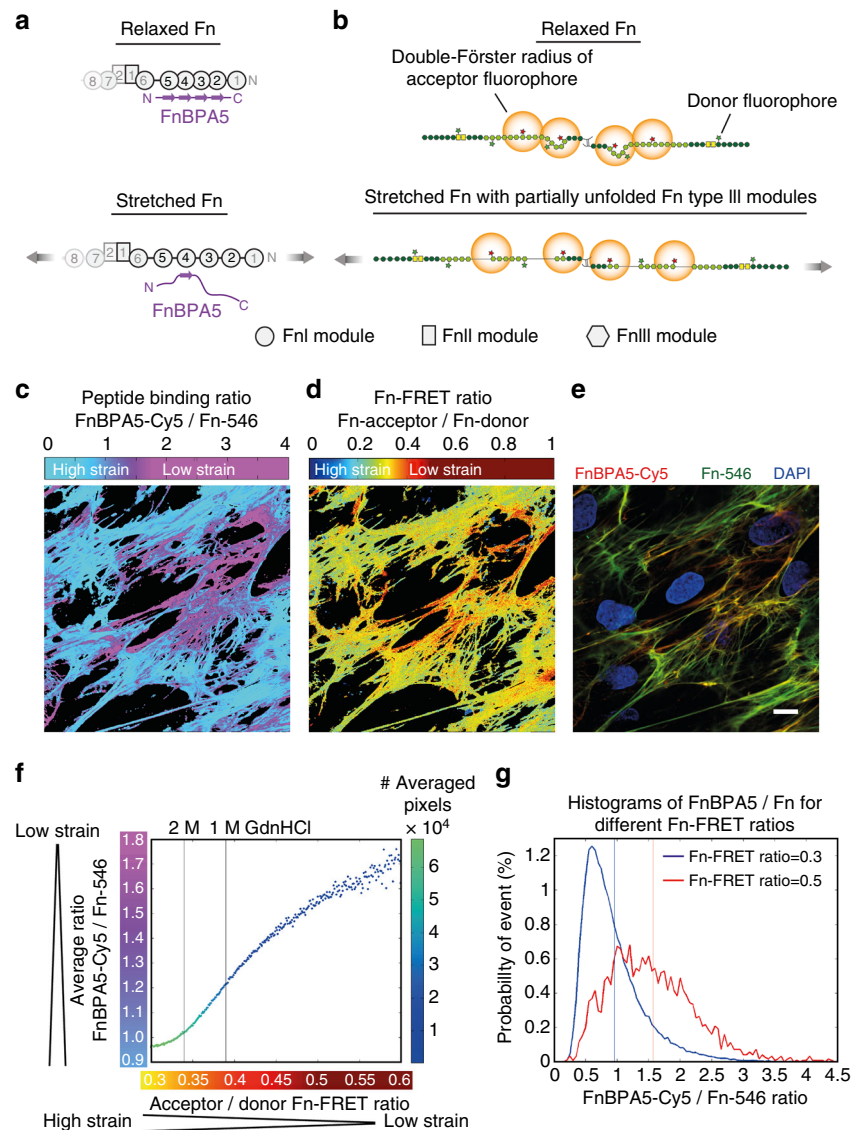 a
Relaxed Fn
8 7 2 1 6 5 4 3 2 1 N
N C
FnBPA5
Stretched Fn
8 7 2 1 6 5 4 3 2 1 N
N
FnBPA5
C
b
Relaxed Fn
Double-Förster radius of
acceptor fluorophore
Donor fluorophore
Stretched Fn with partially unfolded Fn type III modules
FnI module
FnII module
FnIII module
c
Peptide binding ratio
FnBPA5-Cy5 / Fn-546
0 1 2 3 4
High strain Low strain
d
Fn-FRET ratio
Fn-acceptor / Fn-donor
0 0.2 0.4 0.6 0.8 1
High strain Low strain
e
FnBPA5-Cy5 Fn-546 DAPI
f
Low strain
Average ratio
FnBPA5-Cy5 / Fn-546
1.8
1.7
1.6
1.5
1.4
1.3
1.2
1.1
1.0
0.9
2 M 1 M GdnHCl
# Averaged
pixels
× 10⁴
6
5
4
3
2
1
0.3 0.35 0.4 0.45 0.5 0.55 0.6
Acceptor / donor Fn-FRET ratio
High strain
Low strain
g
Histograms of FnBPA5 / Fn for
different Fn-FRET ratios
Fn-FRET ratio=0.3
Fn-FRET ratio=0.5
Probability of event (%)
1.2
1
0.8
0.6
0.4
0.2
0
0 0.5 1 1.5 2 2.5 3 3.5 4 4.5
FnBPA5-Cy5 / Fn-546 ratio